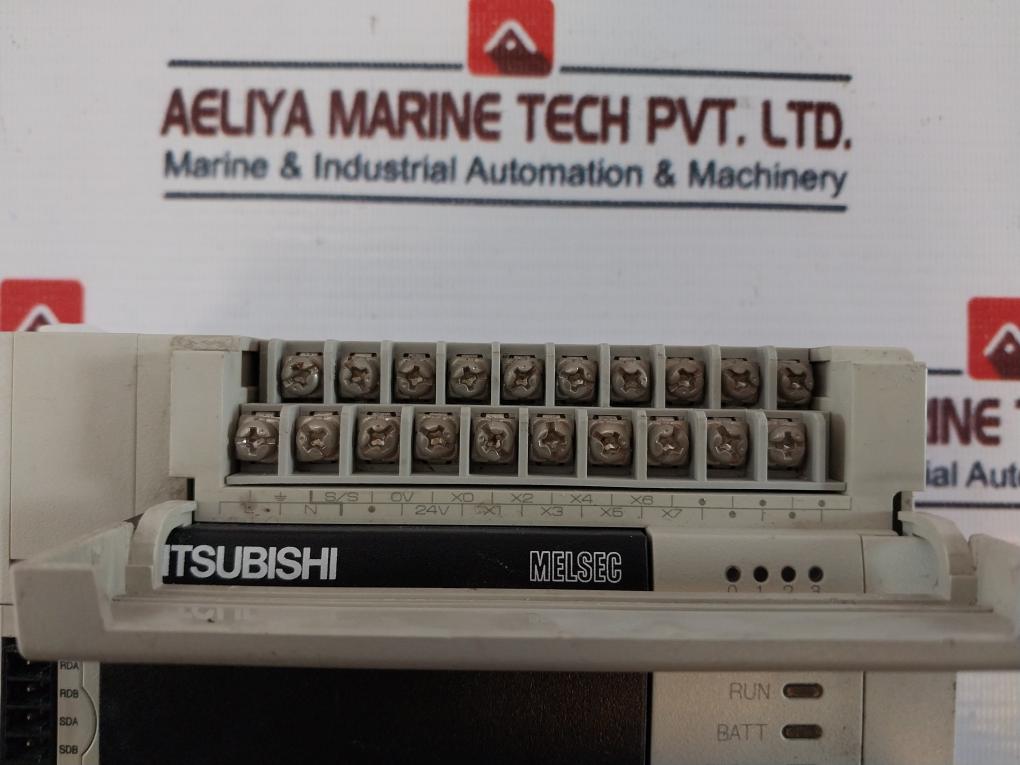 AELIYA MARINE TECH PVT. LTD.
Marine & Industrial Automation & Machinery
INE T
ial Auto
S/S 0V X0 X2 X4 X6
N 24V X1 X3 X5 X7
ITSUBISHI MELSEC
0 1 2 3
RDA
RDB
SDA
SDB
RUN
BATT